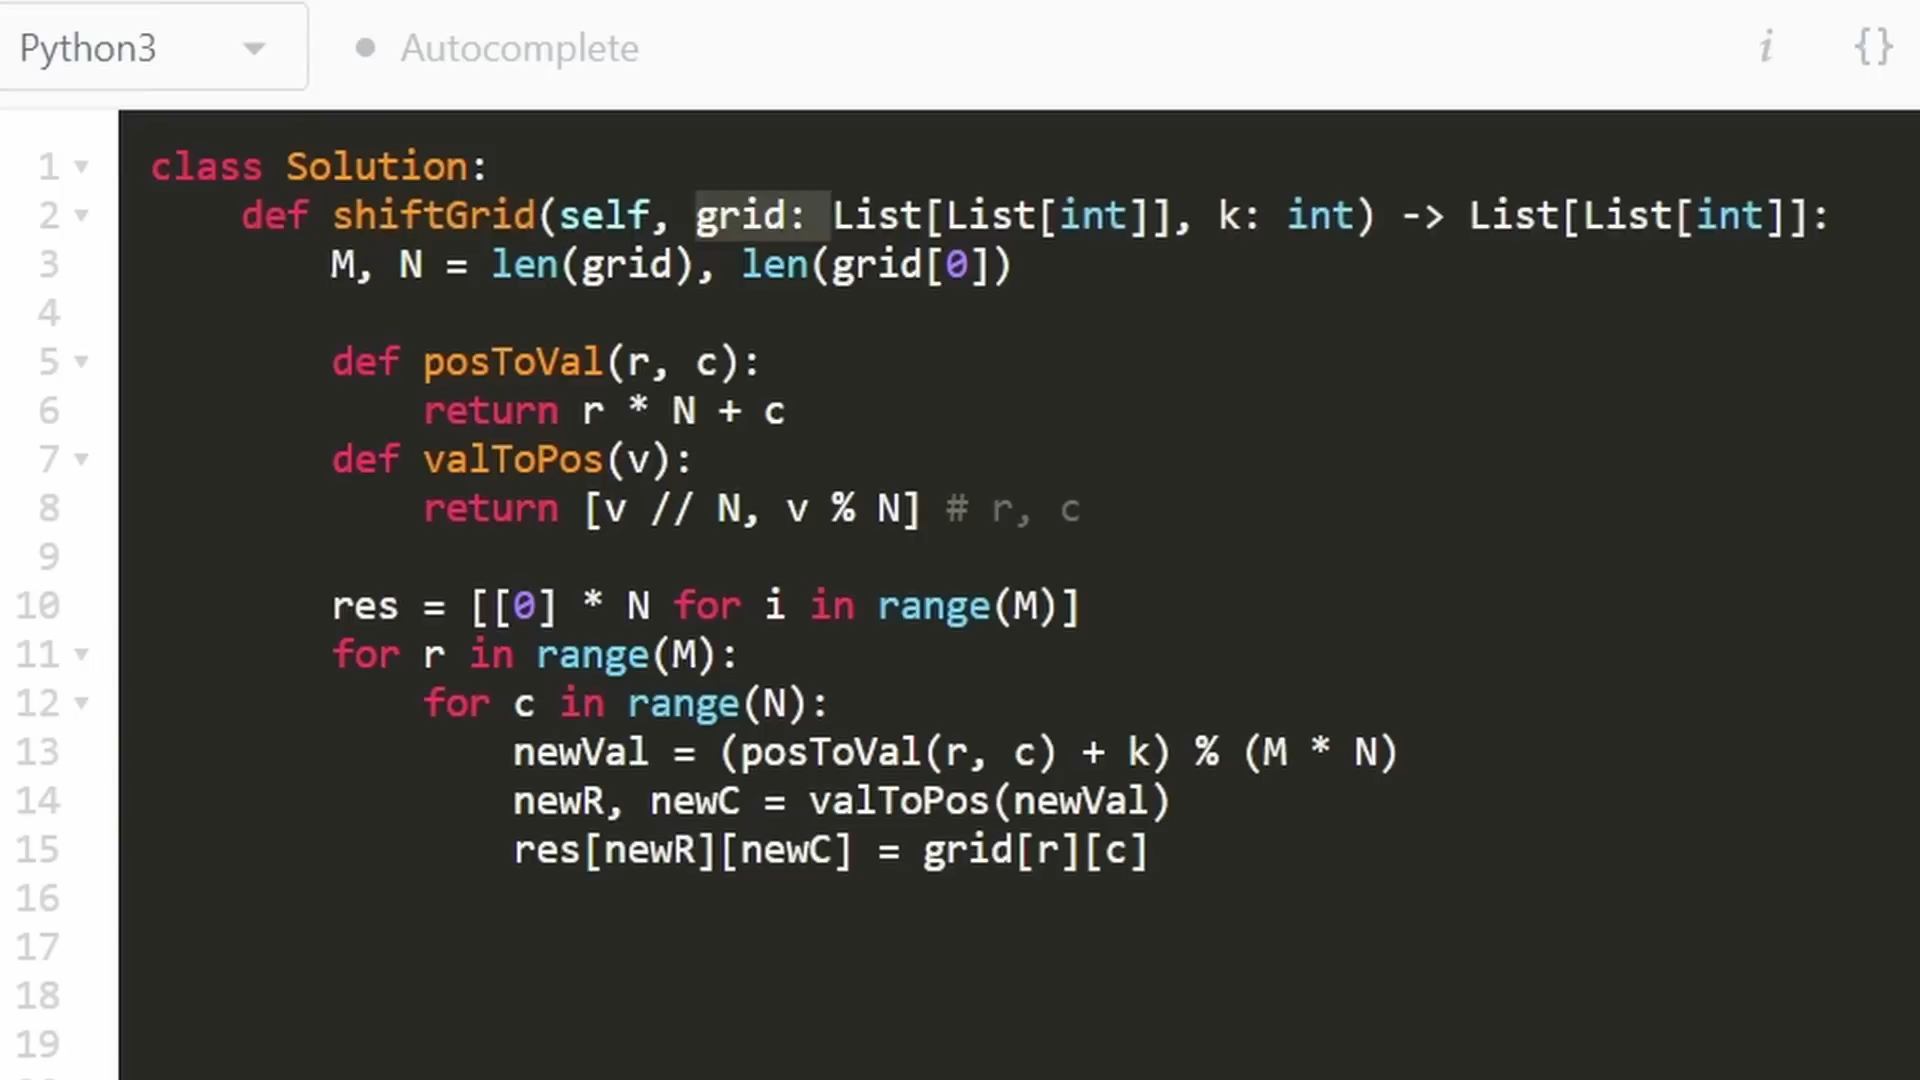 Python3
Autocomplete
i
{}
1 class Solution:
2 def shiftGrid(self, grid: List[List[int]], k: int) -> List[List[int]]:
3 M, N = len(grid), len(grid[0])
4
5 def posToVal(r, c):
6 return r * N + c
7 def valToPos(v):
8 return [v // N, v % N] # r, c
9
10 res = [[0] * N for i in range(M)]
11 for r in range(M):
12 for c in range(N):
13 newVal = (posToVal(r, c) + k) % (M * N)
14 newR, newC = valToPos(newVal)
15 res[newR][newC] = grid[r][c]
16
17
18
19